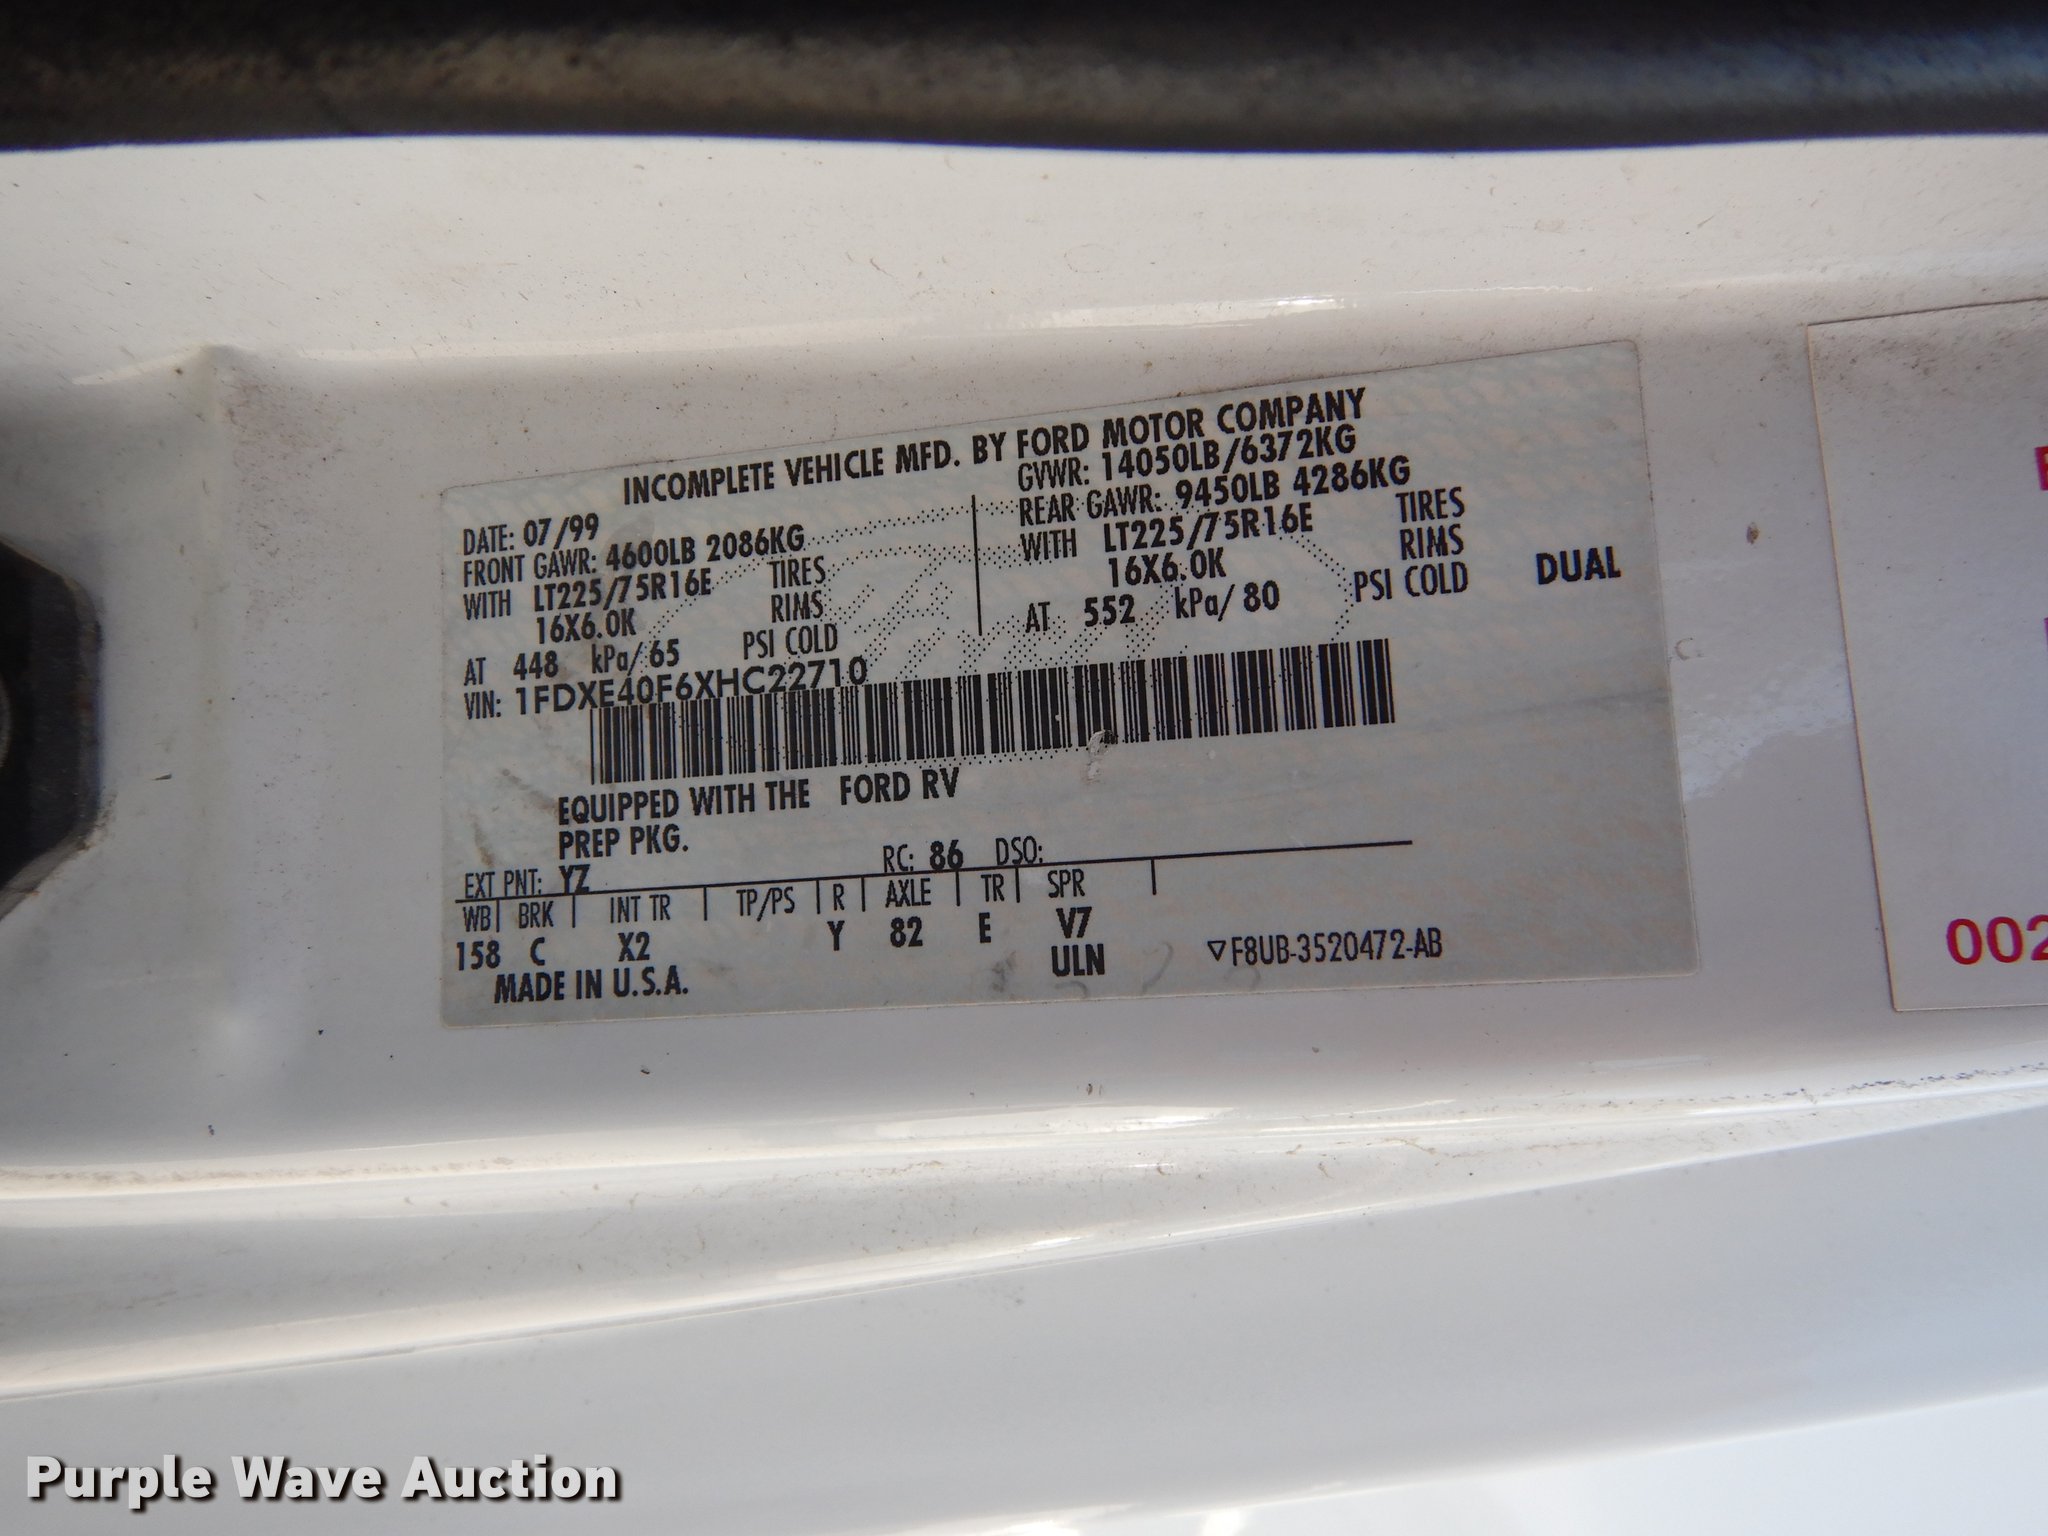 INCOMPLETE VEHICLE MFD. BY FORD MOTOR COMPANY
DATE: 07/99
GVWR: 14050LB/6372KG
FRONT GAWR: 4600LB 2086KG
REAR GAWR: 9450LB 4286KG
WITH LT225/75R16E TIRES
WITH LT225/75R16E TIRES
16X6.0K RIMS
16X6.0K RIMS
AT 448 kPa/65 PSI COLD
AT 552 kPa/80 PSI COLD DUAL
VIN: 1FDXE40F6XHC22710
EQUIPPED WITH THE FORD RV
PREP PKG.
EXT PNT: YZ RC: 86 DSO:
WB BRK INT TR TP/PS R AXLE TR SPR
158 C X2 Y 82 E V7
ULN
▽F8UB-3520472-AB
MADE IN U.S.A.
002
Purple Wave Auction